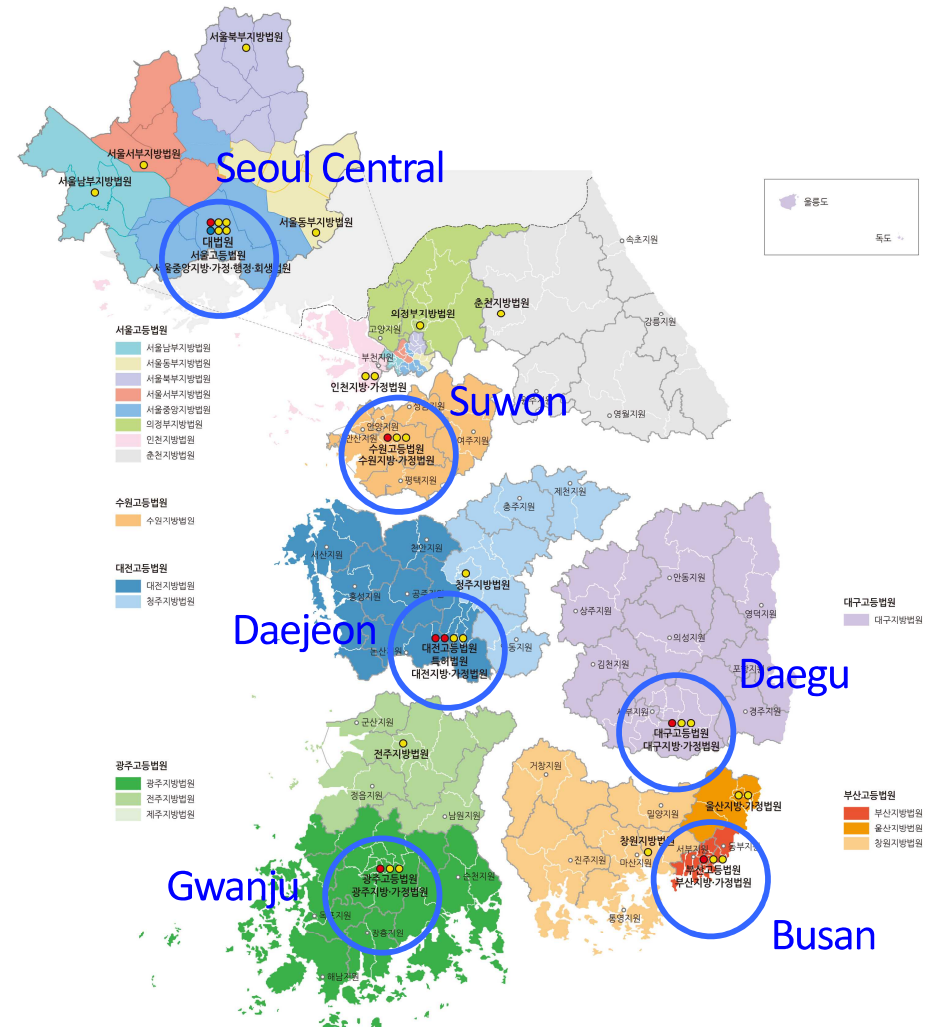 서울북부지방법원
서울서부지방법원
Seoul Central
서울남부지방법원
서울동부지방법원
대법원
서울고등법원
서울중앙지방·가정·행정·회생법원
울릉도
독도
속초지원
춘천지방법원
의정부지방법원
강릉지원
고양지원
부천지원
인천지방·가정법원
영월지원
서울고등법원
서울남부지방법원
서울동부지방법원
서울북부지방법원
서울서부지방법원
서울중앙지방법원
의정부지방법원
인천지방법원
춘천지방법원
Suwon
성남지원
안양지원
안산지원
여주지원
수원고등법원
수원지방·가정법원
평택지원
수원고등법원
수원지방법원
충주지원
제천지원
서산지원
천안지원
청주지방법원
홍성지원
공주지원
대전고등법원
대전지방법원
청주지방법원
Daejeon
대전고등법원
특허법원
대전지방·가정법원
안동지원
상주지원
영덕지원
의성지원
김천지원
대구고등법원
대구지방법원
Daegu
경주지원
대구고등법원
대구지방·가정법원
군산지원
전주지방법원
정읍지원
남원지원
광주고등법원
광주지방법원
전주지방법원
제주지방법원
거창지원
밀양지원
울산지방·가정법원
창원지방법원
마산지원
진주지원
통영지원
서부지원
동부지원
부산고등법원
부산지방·가정법원
부산고등법원
부산지방법원
울산지방법원
창원지방법원
Gwanju
광주고등법원
광주지방·가정법원
순천지원
장흥지원
해남지원
Busan